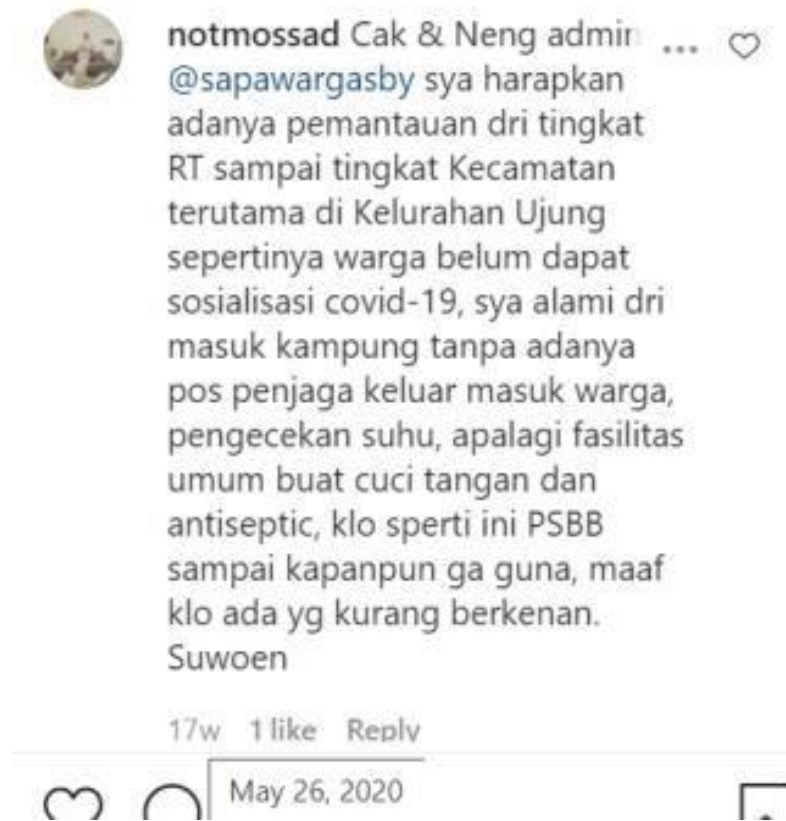 notmossad Cak & Neng admin ...
@sapawargasby sya harapkan
adanya pemantauan dri tingkat
RT sampai tingkat Kecamatan
terutama di Kelurahan Ujung
sepertinya warga belum dapat
sosialisasi covid-19, sya alami dri
masuk kampung tanpa adanya
pos penjaga keluar masuk warga,
pengecekan suhu, apalagi fasilitas
umum buat cuci tangan dan
antiseptic, klo sperti ini PSBB
sampai kapanpun ga guna, maaf
klo ada yg kurang berkenan.
Suwoen
17w 1 like Reply
May 26, 2020